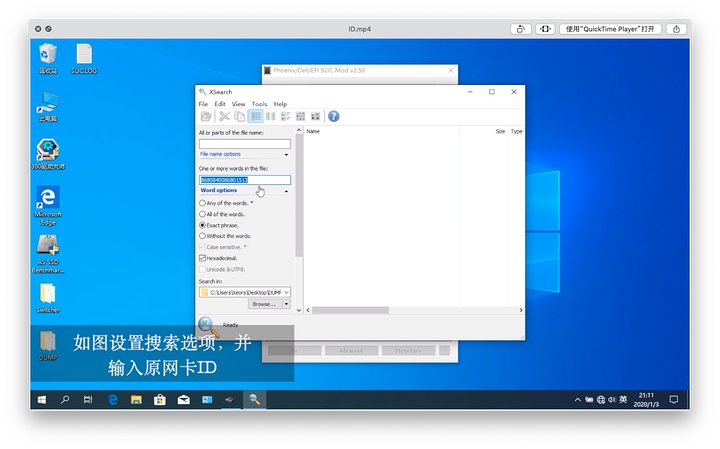 ID.mp4
使用“QuickTime Player”打开
回收站
SLIC.LOG
此电脑
360驱动大师
Microsoft Edge
AS SSD Benchmar...
Switcher
DUMP
Phoenix/Dell/EFI SLIC Mod v2.50
XSearch
File Edit View Tools Help
All or parts of the file name:
File name options
One or more words in the file:
Word options
Any of the words. *
All of the words.
Exact phrase.
Without the words.
Case sensitive. *
Hexadecimal.
Unicode & UTF8.
Search in:
C:\Users\Xeons\Desktop\DUMP
Browse...
Name Size Type
Ready
Advanced
Structure
如图设置搜索选项，并
输入原网卡ID
英
21:11
2020/1/3